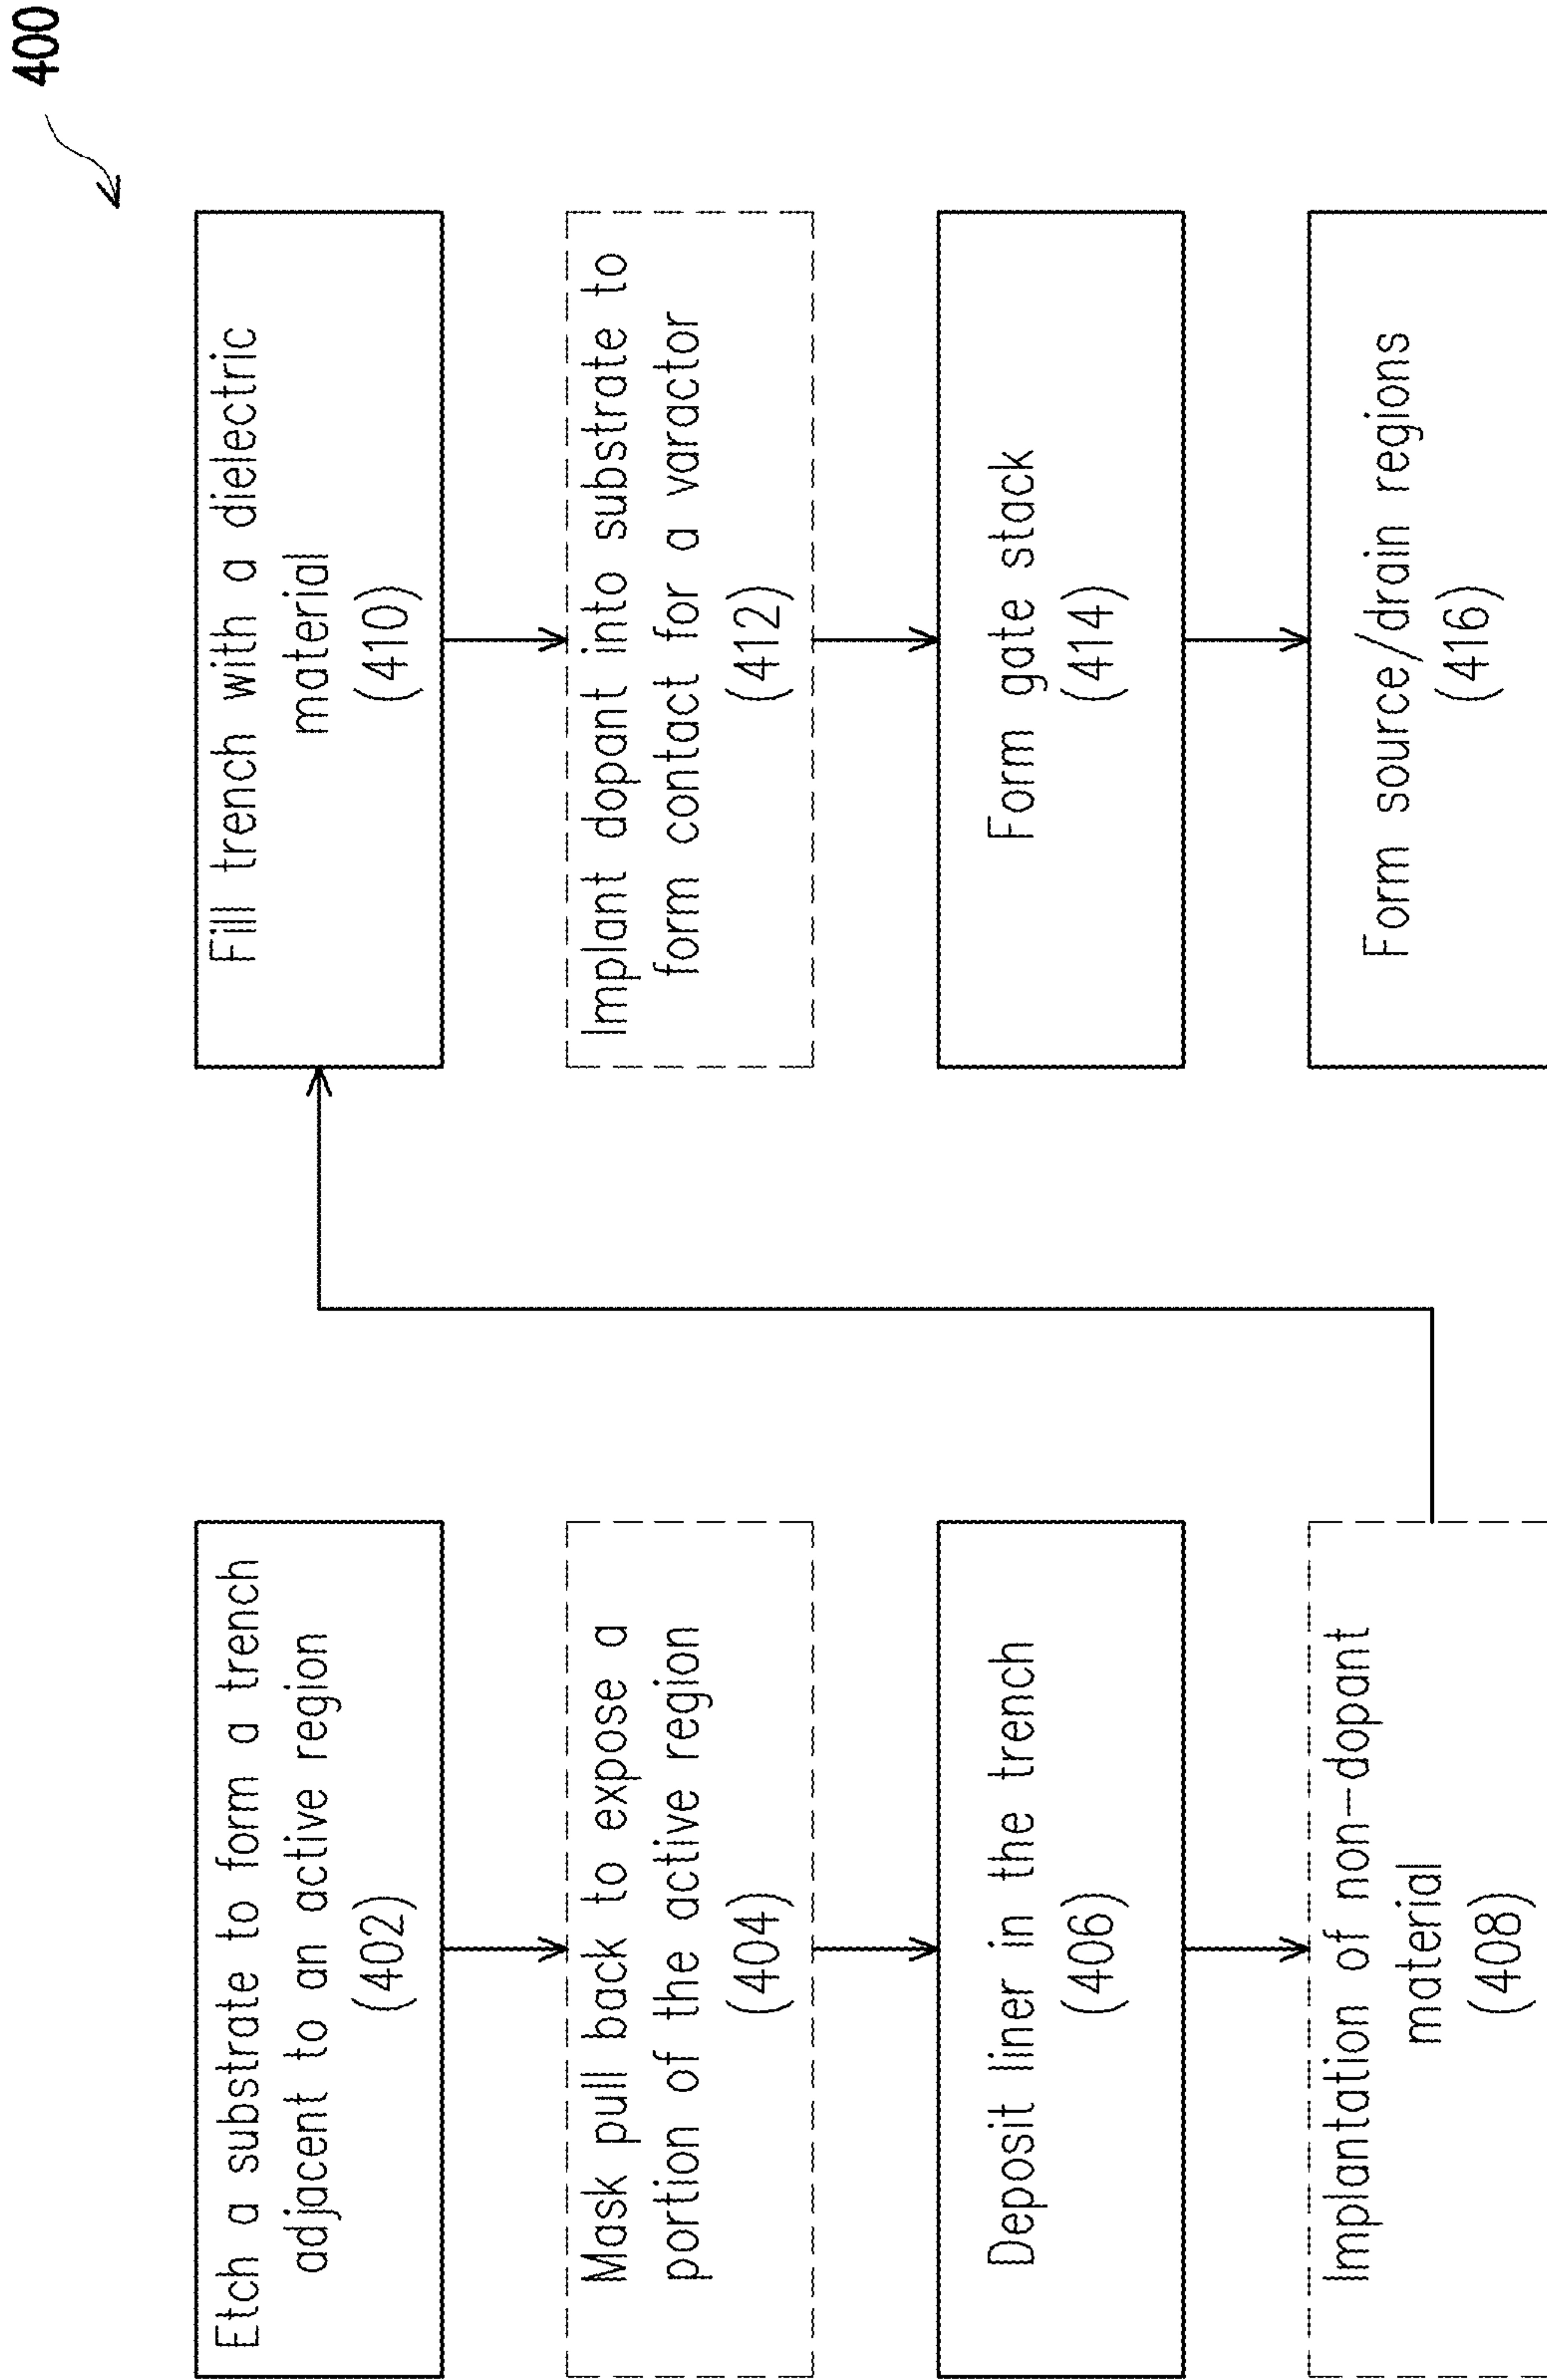 400
Etch a substrate to form a trench
adjacent to an active region
(402)
Mask pull back to expose a
portion of the active region
(404)
Deposit liner in the trench
(406)
Implantation of non-dopant
material
(408)
Fill trench with a dielectric
material
(410)
Implant dopant into substrate to
form contact for a varactor
(412)
Form gate stack
(414)
Form source/drain regions
(416)